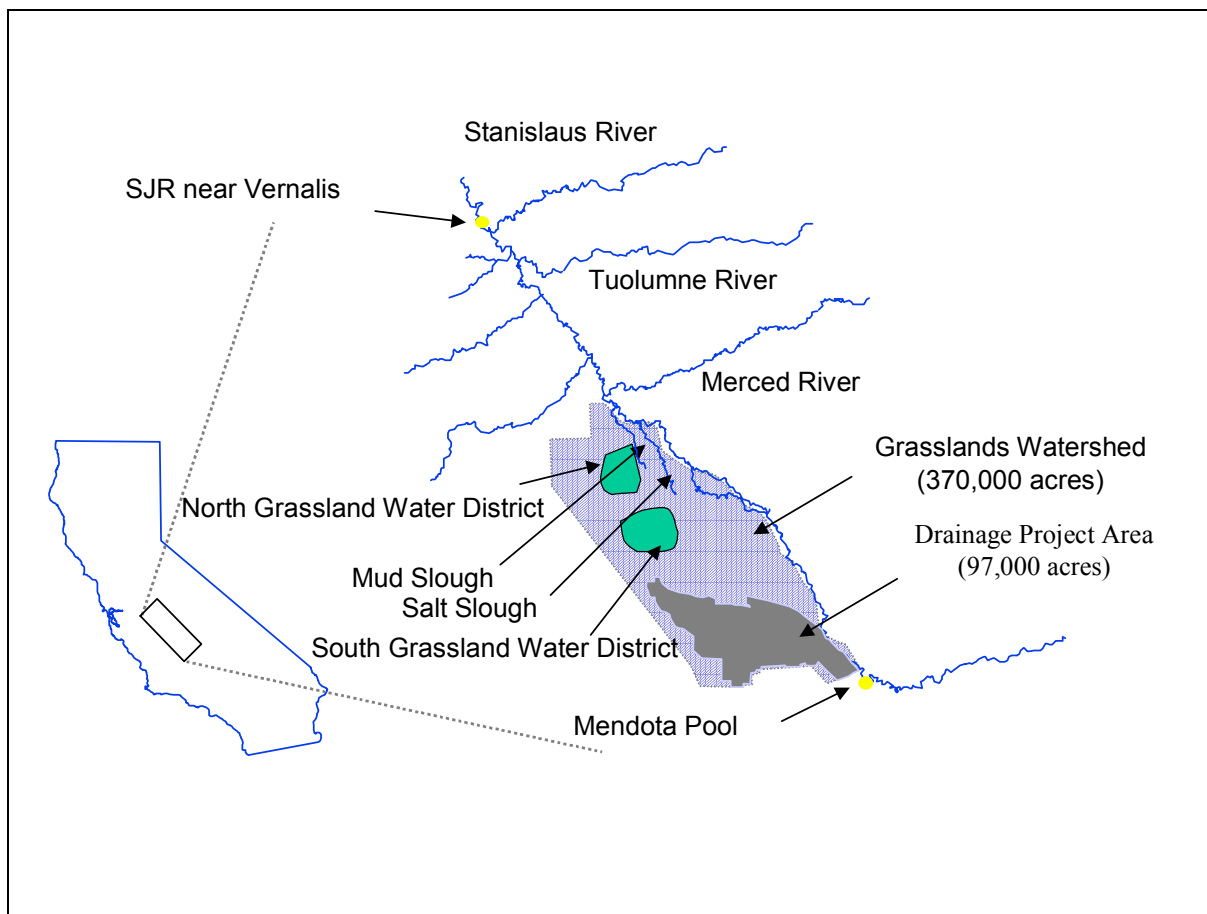 Stanislaus River
SJR near Vernalis
Tuolumne River
Merced River
Grasslands Watershed
(370,000 acres)
North Grassland Water District
Drainage Project Area
(97,000 acres)
Mud Slough
Salt Slough
South Grassland Water District
Mendota Pool